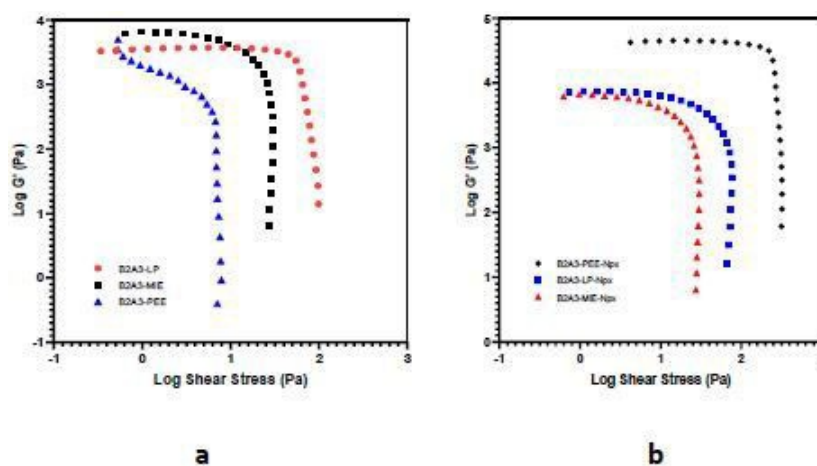 4
3
2
1
0
-1
-1
0
1
2
3
Log G' (Pa)
Log Shear Stress (Pa)
B2A3-LP
B2A3-MIE
B2A3-PEE
a
5
4
3
2
1
0
0
1
2
Log G' (Pa)
Log Shear Stress (Pa)
B2A3-PEE-Npx
B2A3-LP-Npx
B2A3-MIE-Npx
b